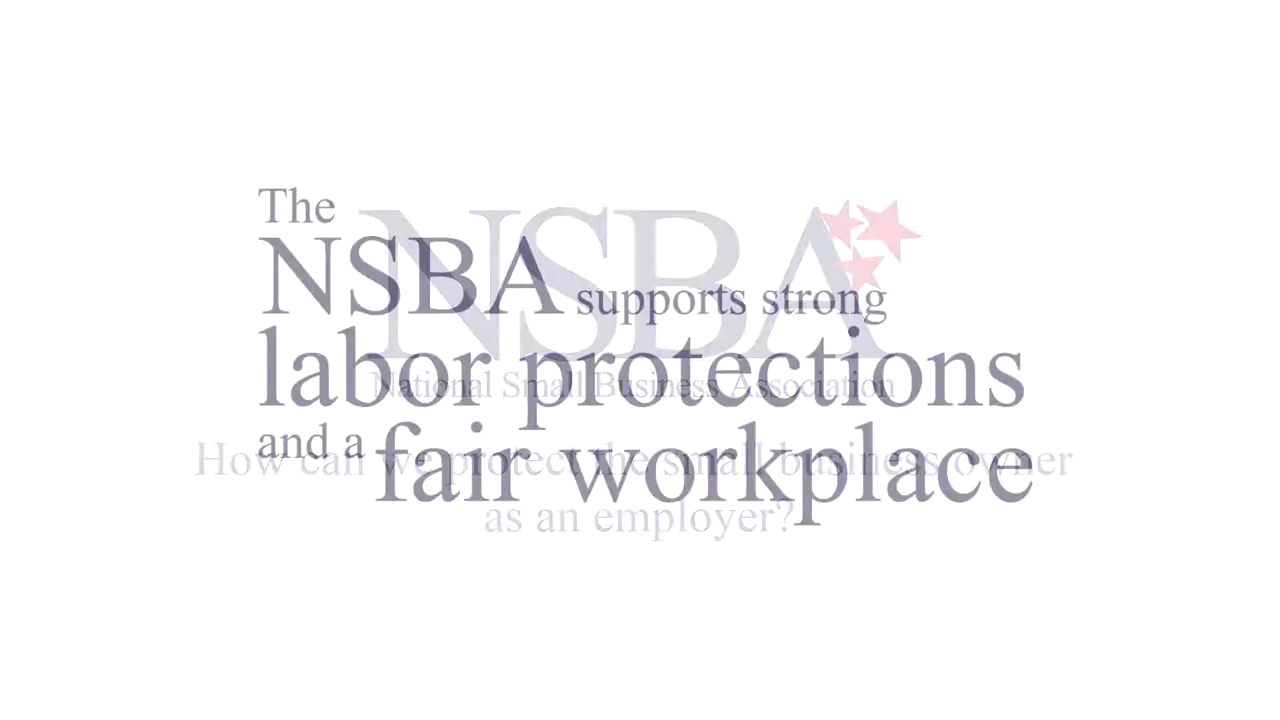 The
NSBA supports strong
labor protections
and a fair workplace
NSBA
National Small Business Association
How can we protect the small business owner
as an employer?